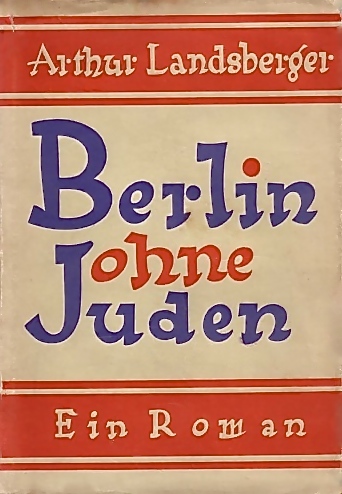 Arthur Landsberger
Berlin
ohne
Juden
Ein Roman